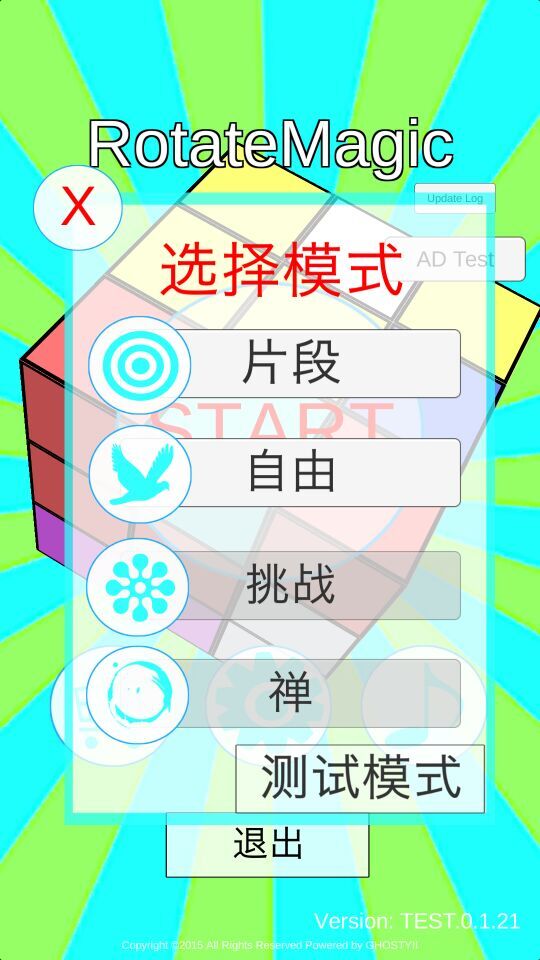 RotateMagic
X
Update Log
选择模式
AD Test
片段
START
自由
挑战
禅
测试模式
退出
Version: TEST.0.1.21
Copyright ©2015 All Rights Reserved Powered by GHOSTY!!